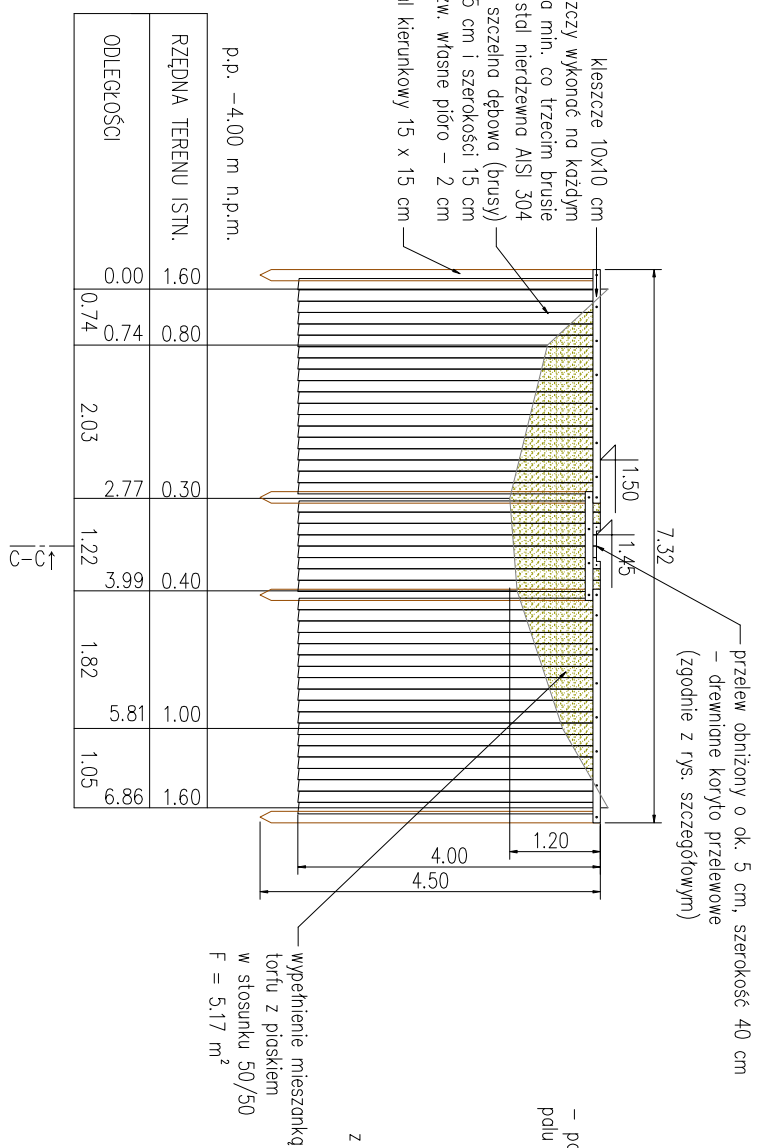 przelew obniżony o ok. 5 cm, szerokość 40 cm
– drewniane koryto przelewowe
(zgodnie z rys. szczegółowym)
kleszcze 10x10 cm
szczy wykonać na każdym
a min. co trzecim brusie
stal nierdzewna AISI 304
szczelna dębowa (brusy)
5 cm i szerokości 15 cm
zw. własne pióro – 2 cm
al kierunkowy 15 x 15 cm
7.32
1.50
1.45
1.20
4.00
4.50
wypełnienie mieszanką
torfu z piaskiem
w stosunku 50/50
F = 5.17 m²
p.p. –4.00 m n.p.m.
RZĘDNA TERENU ISTN. 1.60 0.80 0.30 0.40 1.00 1.60
ODLEGŁOŚCI 0.00 0.74 2.77 3.99 5.81 6.86
0.74 2.03 1.22 1.82 1.05
C–C
palu
z